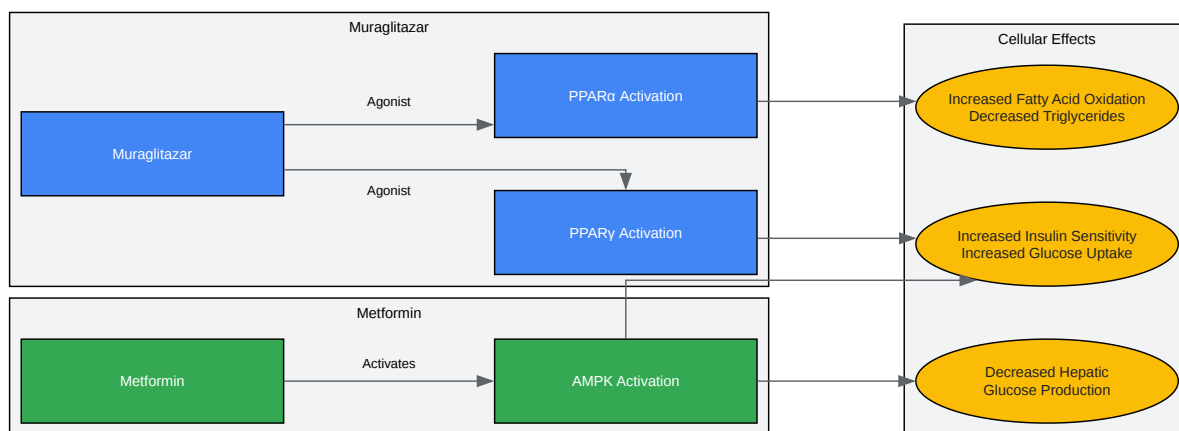 Muraglitazar
Cellular Effects
PPARα Activation
Increased Fatty Acid Oxidation
Decreased Triglycerides
Agonist
Muraglitazar
Agonist
PPARγ Activation
Increased Insulin Sensitivity
Increased Glucose Uptake
Metformin
Activates
Metformin
AMPK Activation
Decreased Hepatic
Glucose Production